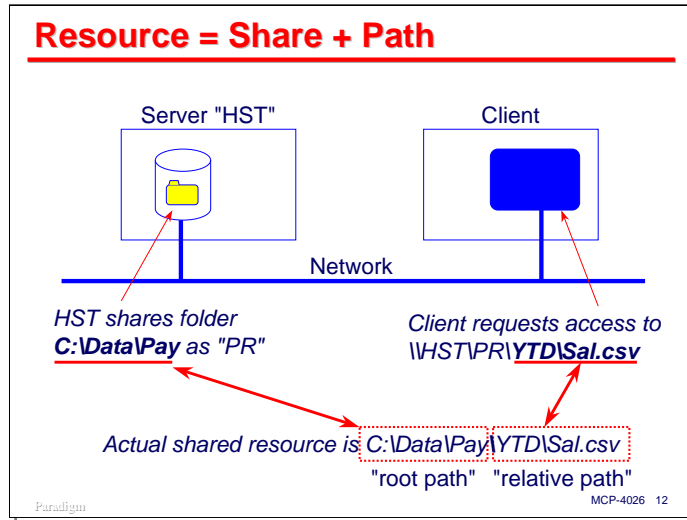 Resource = Share + Path
Server "HST"
Client
Network
HST shares folder
C:\Data\Pay as "PR"
Client requests access to
\\HST\PR\YTD\Sal.csv
Actual shared resource is C:\Data\Pay\YTD\Sal.csv
"root path" "relative path"
Paradigm
MCP-4026 12